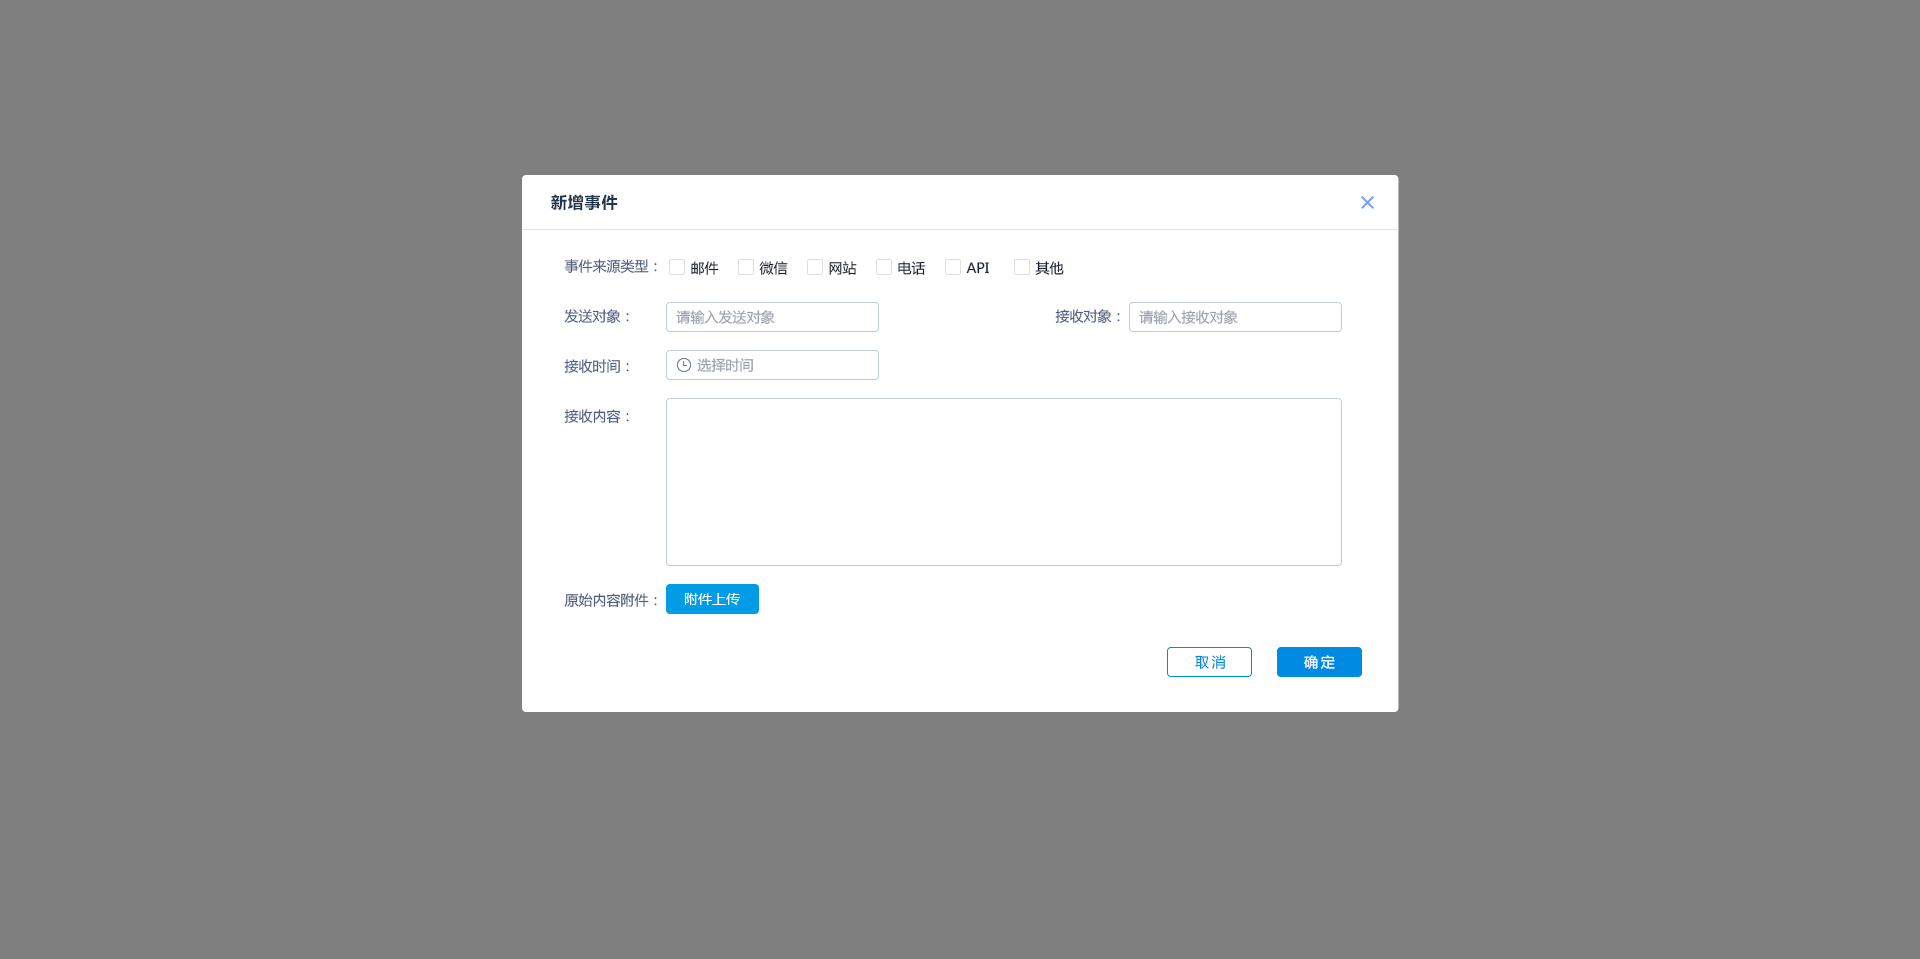 新增事件
事件来源类型： 邮件 微信 网站 电话 API 其他
发送对象： 请输入发送对象 接收对象： 请输入接收对象
接收时间： 选择时间
接收内容：
原始内容附件： 附件上传
取消 确定